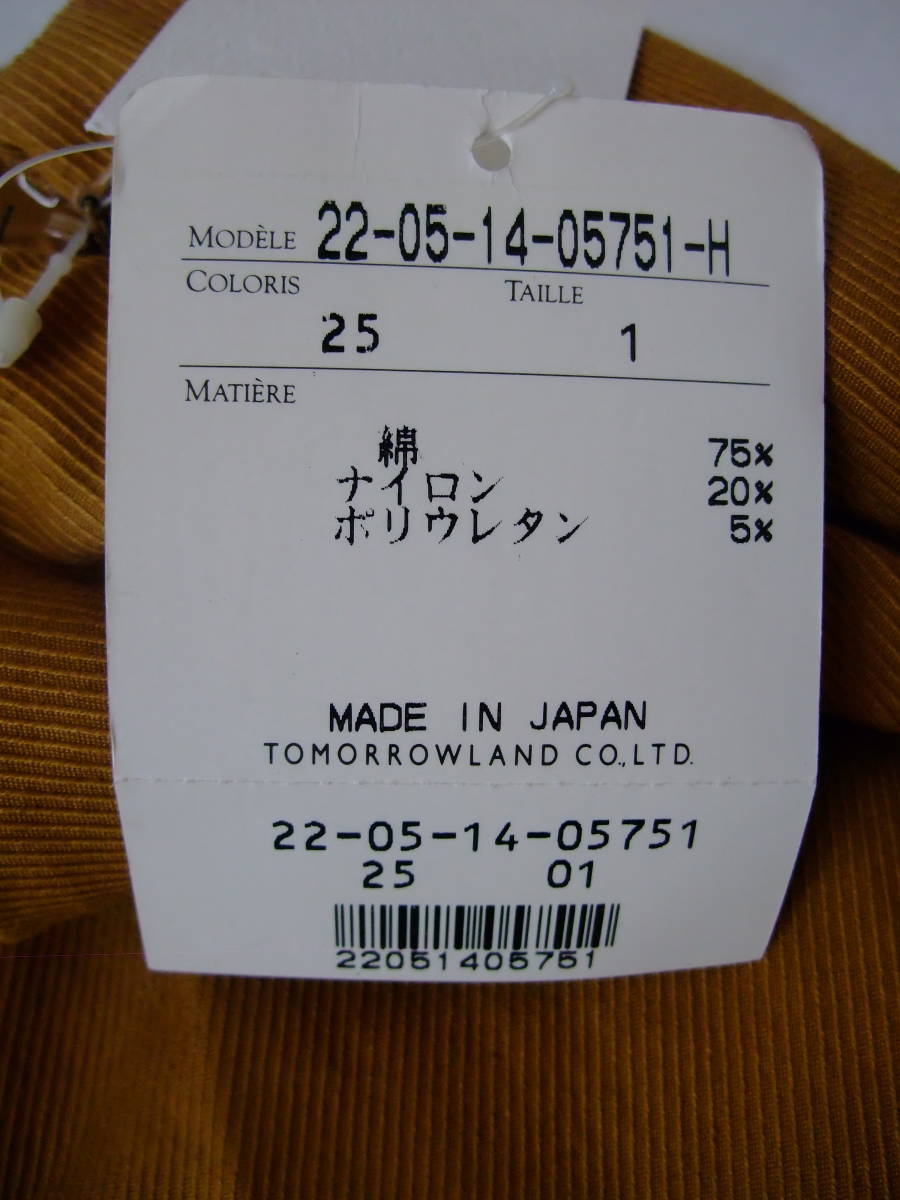 MODÈLE 22-05-14-05751-H
COLORIS TAILLE
25 1
MATIÈRE
綿 75%
ナイロン 20%
ポリウレタン 5%
MADE IN JAPAN
TOMORROWLAND CO.,LTD.
22-05-14-05751
25 01
22051405751